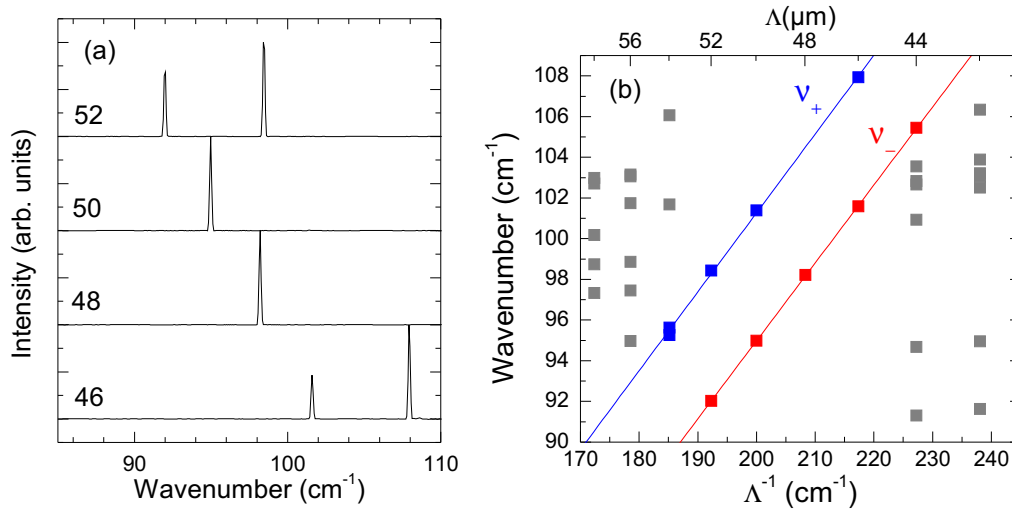 (a)
52
50
48
46
Intensity (arb. units)
90 100 110
Wavenumber (cm⁻¹)
Λ(μm)
56 52 48 44
(b)
ν₊
ν₋
108
106
104
102
100
98
96
94
92
90
Wavenumber (cm⁻¹)
170 180 190 200 210 220 230 240
Λ⁻¹ (cm⁻¹)